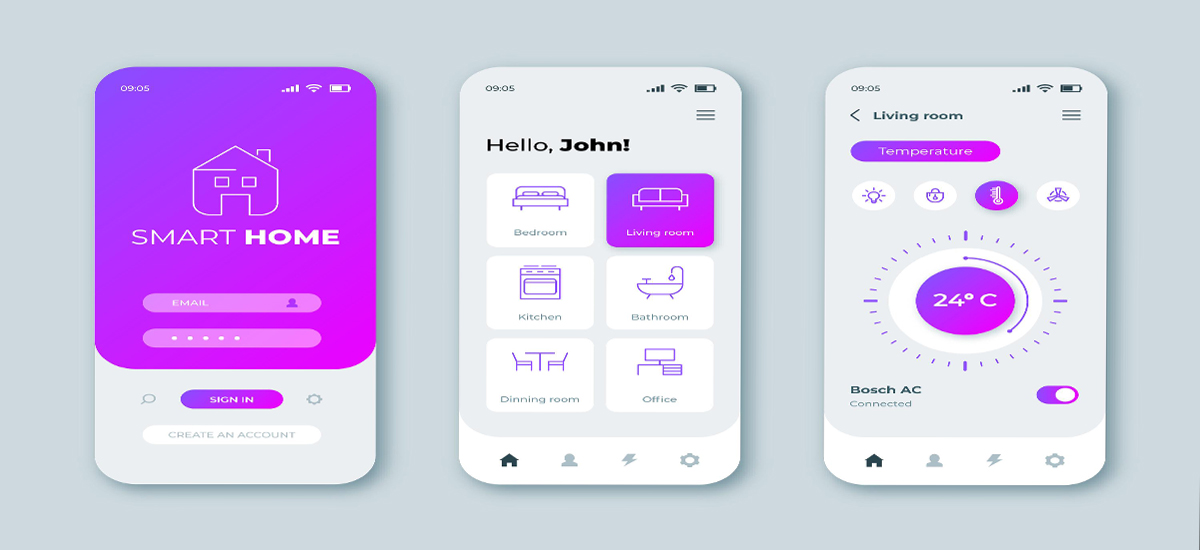 09:05
SMART HOME
EMAIL
SIGN IN
CREATE AN ACCOUNT
09:05
Hello, John!
Bedroom
Living room
Kitchen
Bathroom
Dinning room
Office
09:05
Living room
Temperature
24° C
Bosch AC
Connected